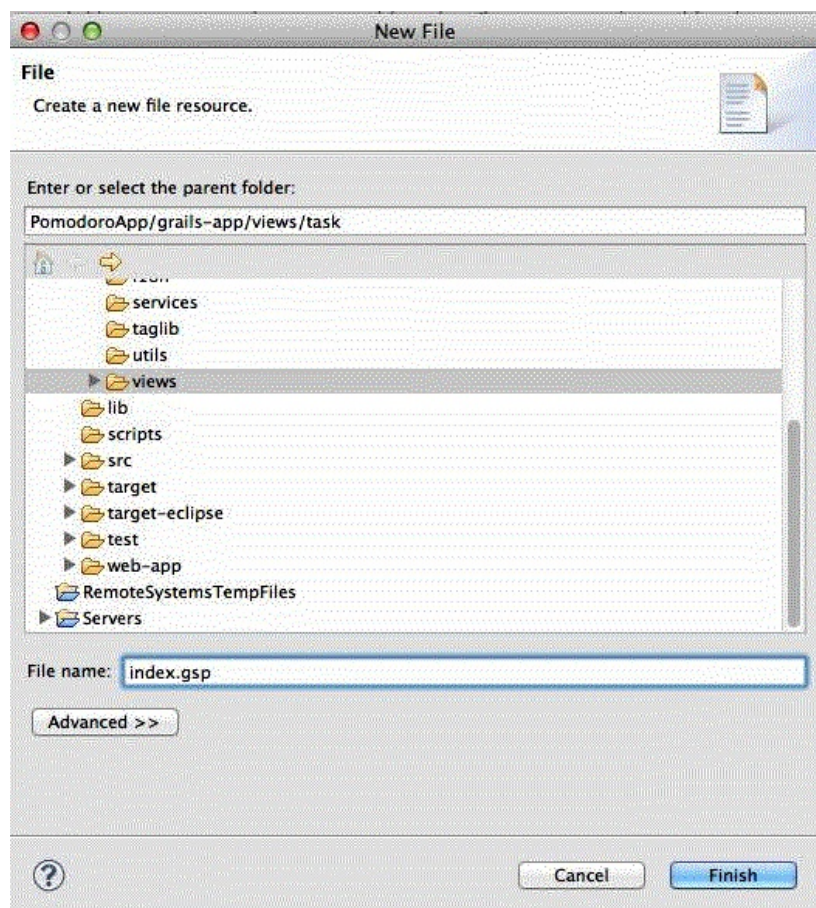 New File
File
Create a new file resource.
Enter or select the parent folder:
PomodoroApp/grails-app/views/task
services
taglib
utils
views
lib
scripts
src
target
target-eclipse
test
web-app
RemoteSystemsTempFiles
Servers
File name: index.gsp
Advanced >>
Cancel Finish